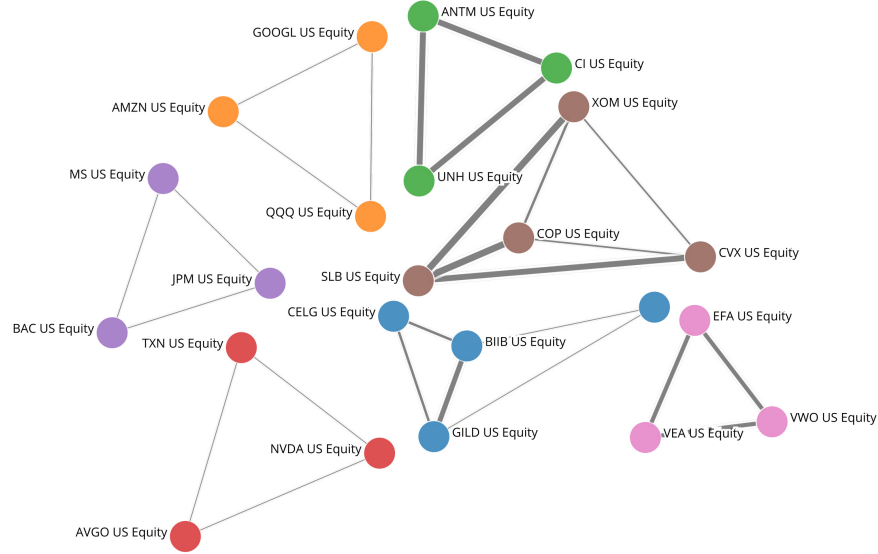 ANTM US Equity
GOOGL US Equity
CI US Equity
XOM US Equity
AMZN US Equity
MS US Equity
UNH US Equity
QQQ US Equity
COP US Equity
CVX US Equity
JPM US Equity
SLB US Equity
CELG US Equity
EFA US Equity
BAC US Equity
TXN US Equity
BIIB US Equity
VWO US Equity
GILD US Equity
VEA US Equity
NVDA US Equity
AVGO US Equity